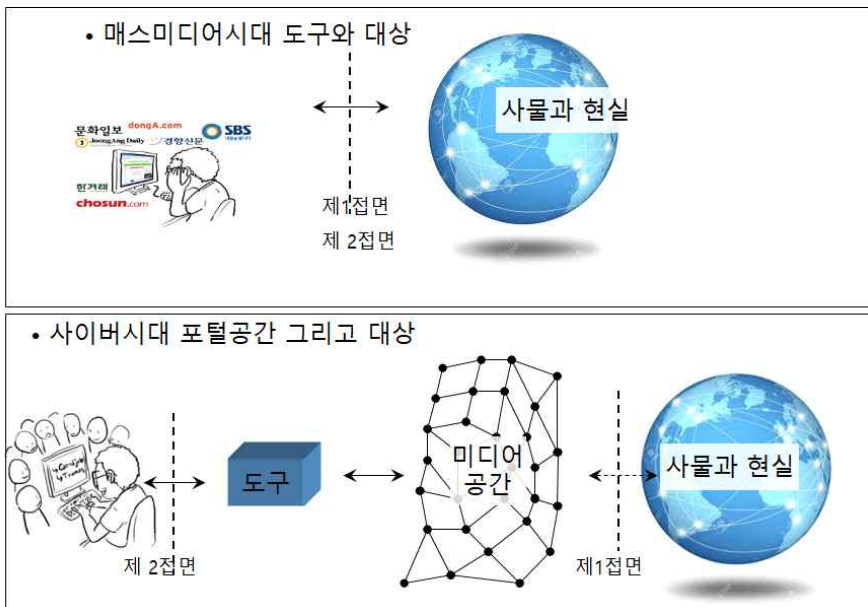 • 매스미디어시대 도구와 대상
사물과 현실
문화일보 dongA.com
SBS
JoongAng Daily 경향신문
한겨레
chosun.com
제1접면
제 2접면
• 사이버시대 포털공간 그리고 대상
도구
미디어
공간
사물과 현실
제 2접면
제1접면